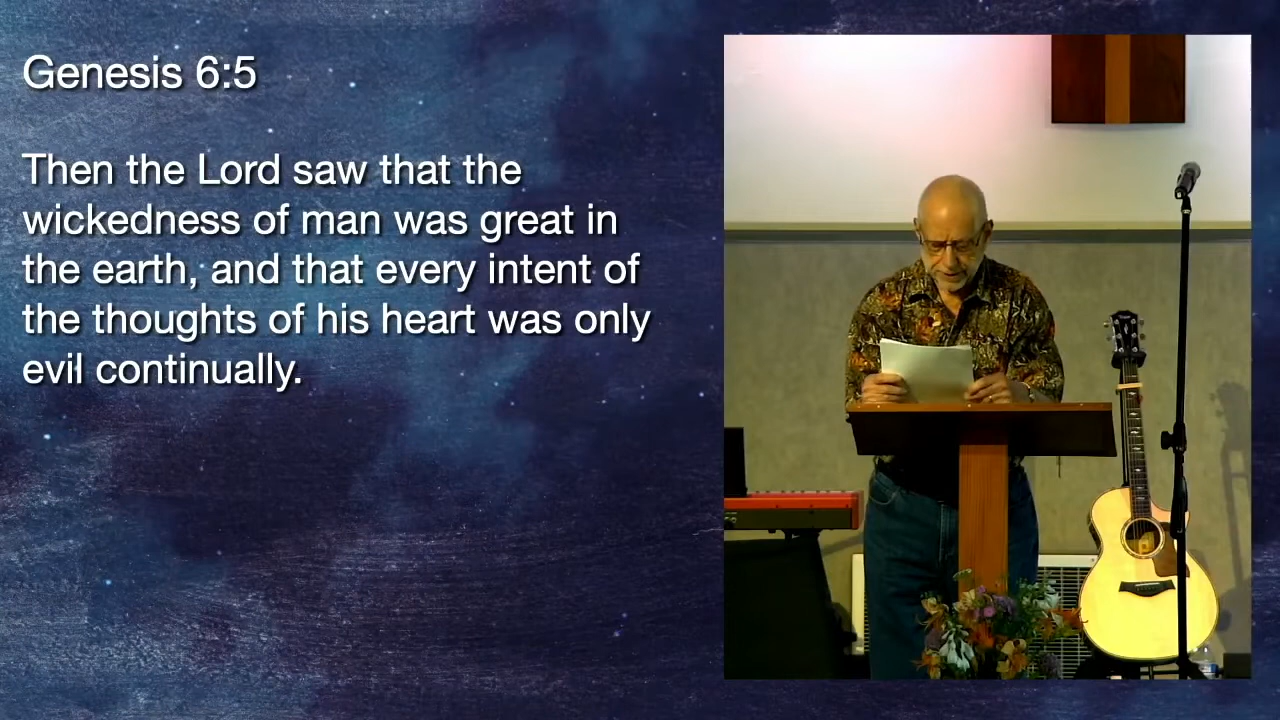 Genesis 6:5
Then the Lord saw that the
wickedness of man was great in
the earth, and that every intent of
the thoughts of his heart was only
evil continually.